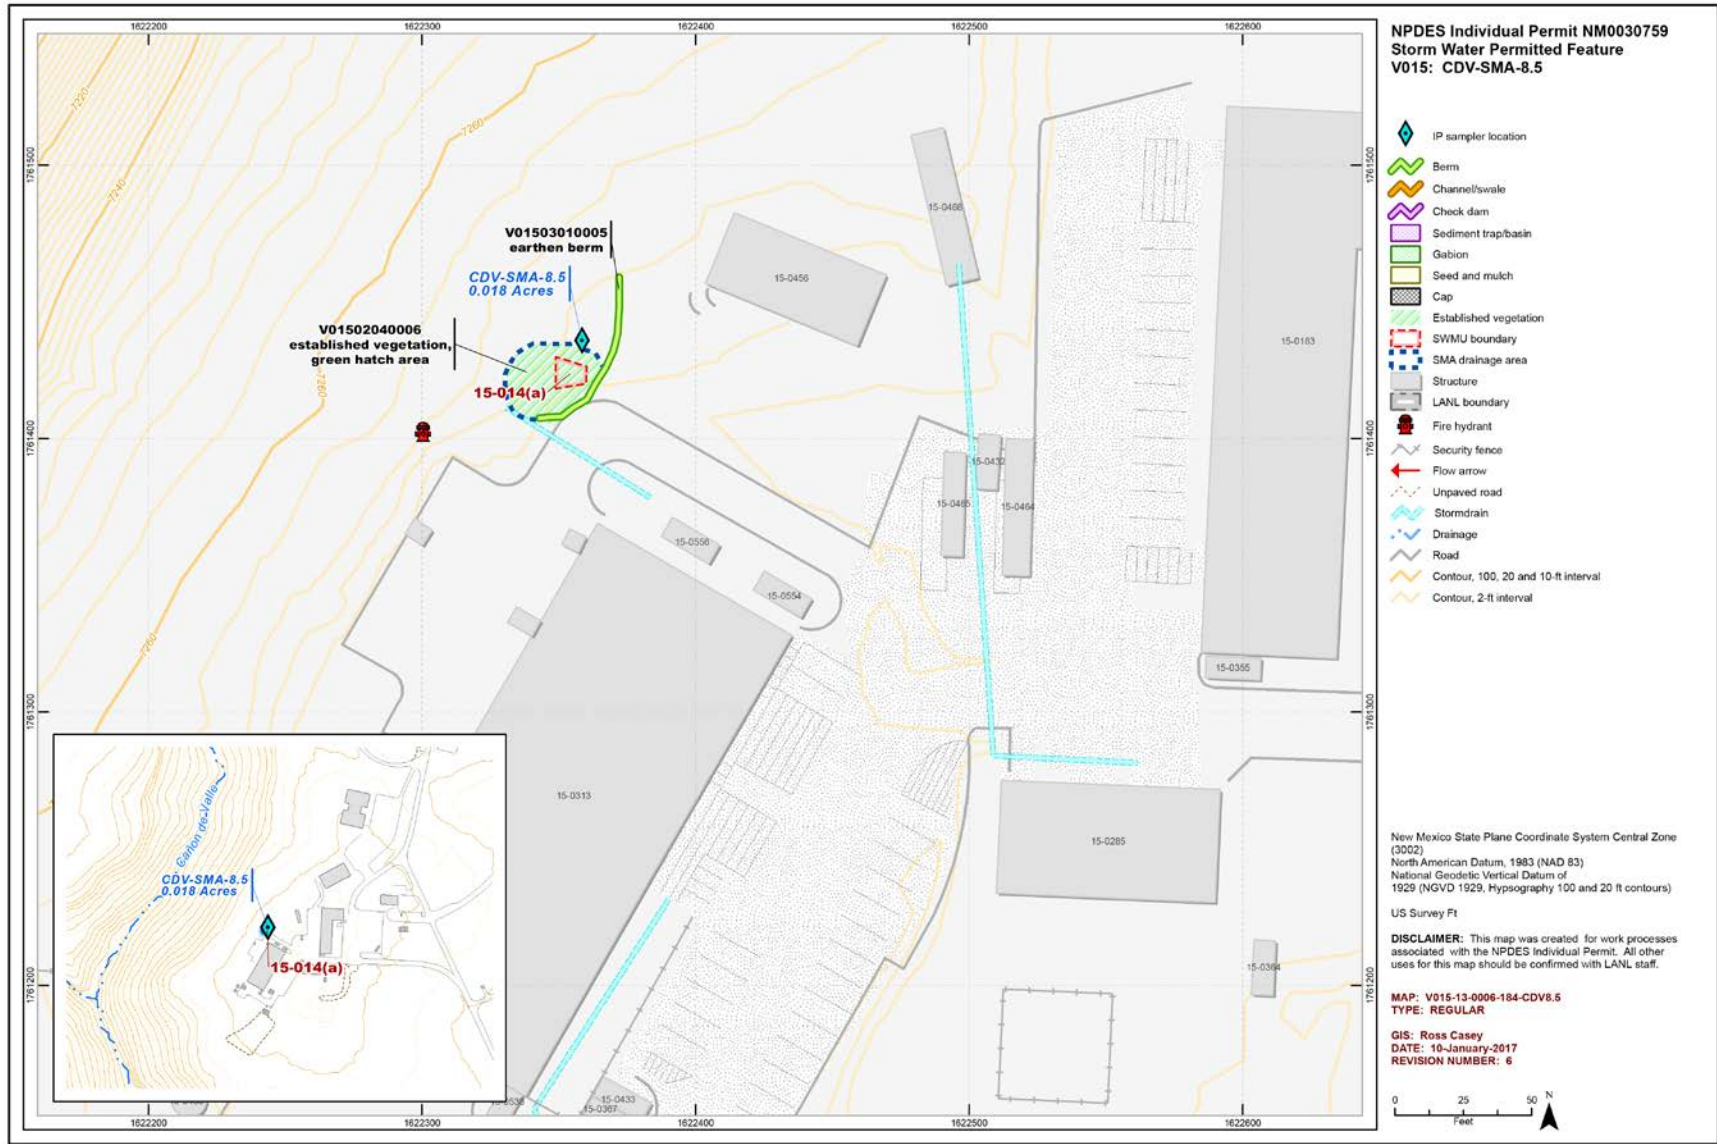 1622200
1622300
1622400
1622500
1622600
NPDES Individual Permit NM0030759
Storm Water Permitted Feature
V015: CDV-SMA-8.5
7220
7260
7240
7260
7260
1761500
1761400
1761300
1761200
1761500
1761400
1761300
1761200
V01503010005
earthen berm
CDV-SMA-8.5
0.018 Acres
V01502040006
established vegetation,
green hatch area
15-014(a)
15-0456
15-0183
15-0432
15-0465
15-0464
15-0556
15-0554
15-0355
15-0313
15-0285
15-0364
15-0433
15-0367
Cañon de Valle
CDV-SMA-8.5
0.018 Acres
15-014(a)
1622200
1622300
1622400
1622500
1622600
IP sampler location
Berm
Channel/swale
Check dam
Sediment trap/basin
Gabion
Seed and mulch
Cap
Established vegetation
SWMU boundary
SMA drainage area
Structure
LANL boundary
Fire hydrant
Security fence
Flow arrow
Unpaved road
Stormdrain
Drainage
Road
Contour, 100, 20 and 10-ft interval
Contour, 2-ft interval
New Mexico State Plane Coordinate System Central Zone
(3002)
North American Datum, 1983 (NAD 83)
National Geodetic Vertical Datum of
1929 (NGVD 1929, Hypsography 100 and 20 ft contours)
US Survey Ft
DISCLAIMER: This map was created for work processes
associated with the NPDES Individual Permit. All other
uses for this map should be confirmed with LANL staff.
MAP: V015-13-0006-184-CDV8.5
TYPE: REGULAR
GIS: Ross Casey
DATE: 10-January-2017
REVISION NUMBER: 6
0 25 50
Feet
N